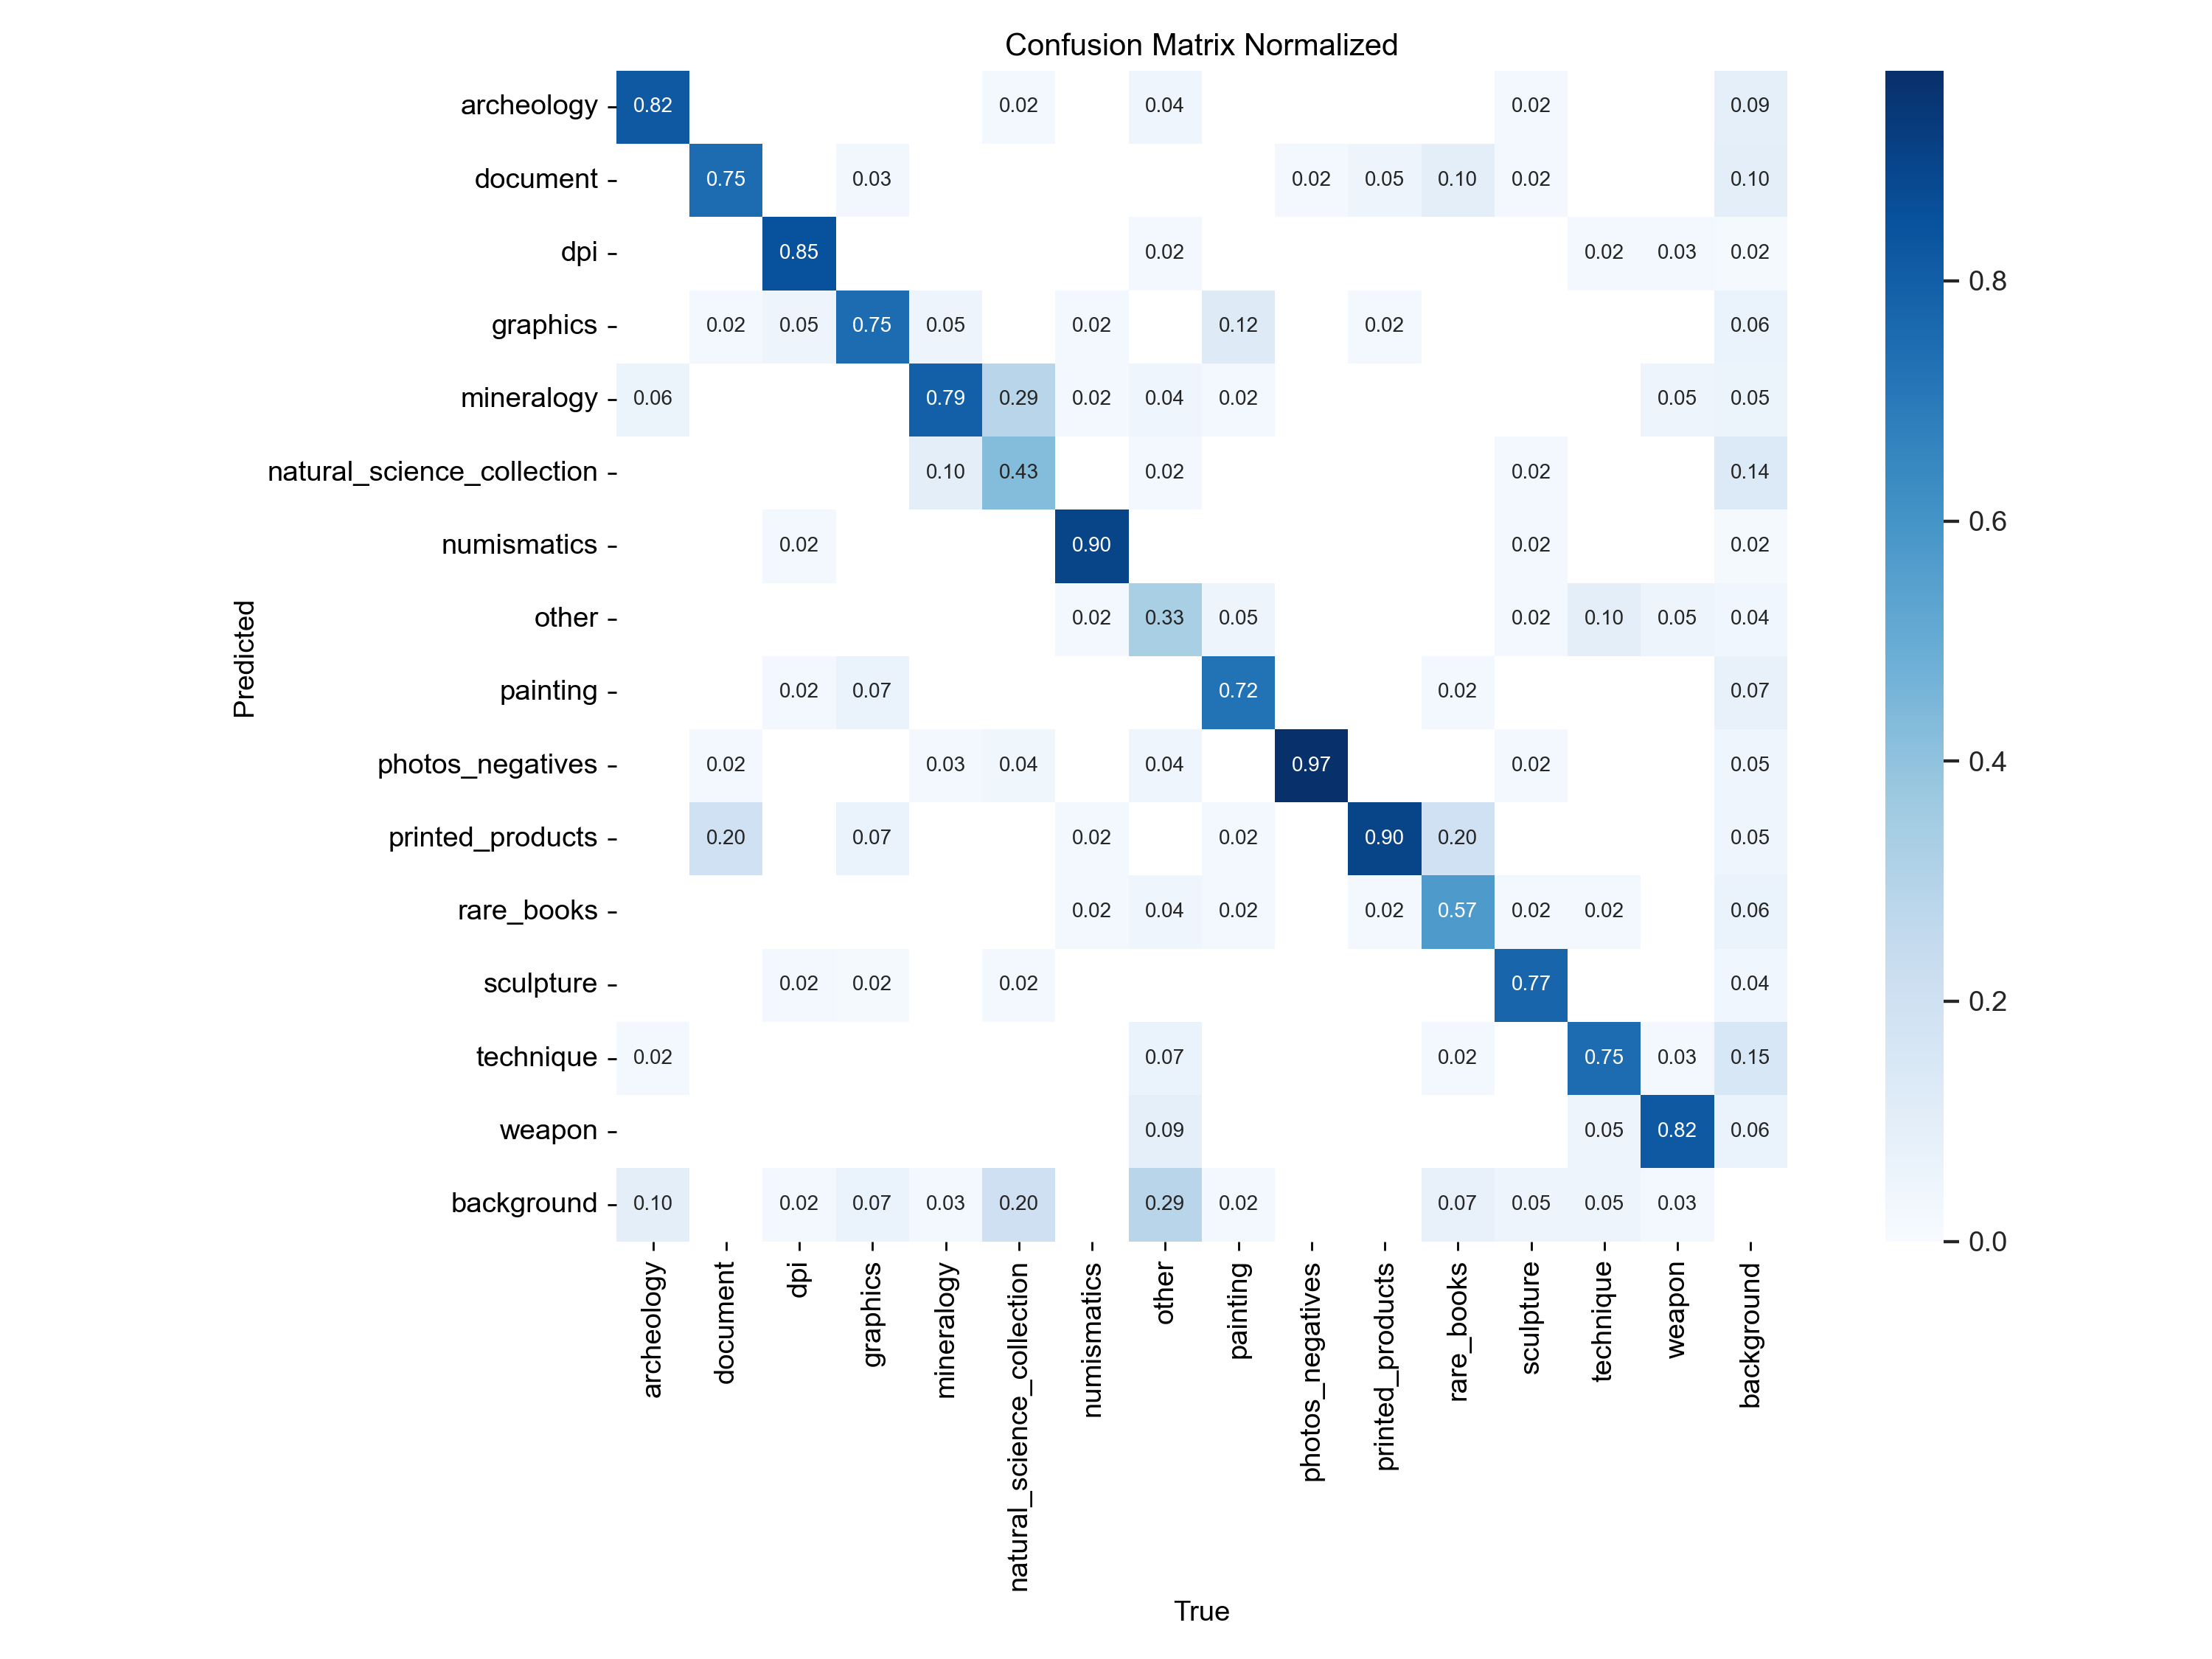 Confusion Matrix Normalized
archeology 0.82 0.02 0.04 0.02 0.09
document 0.75 0.03 0.02 0.05 0.10 0.02 0.10
dpi 0.85 0.02 0.02 0.03 0.02
graphics 0.02 0.05 0.75 0.05 0.02 0.12 0.02 0.06
mineralogy 0.06 0.79 0.29 0.02 0.04 0.02 0.05 0.05
natural_science_collection 0.10 0.43 0.02 0.02 0.14
numismatics 0.02 0.90 0.02 0.02
other 0.02 0.33 0.05 0.02 0.10 0.05 0.04
painting 0.02 0.07 0.72 0.02 0.07
photos_negatives 0.02 0.03 0.04 0.04 0.97 0.02 0.05
printed_products 0.20 0.07 0.02 0.02 0.90 0.20 0.05
rare_books 0.02 0.04 0.02 0.02 0.57 0.02 0.02 0.06
sculpture 0.02 0.02 0.02 0.77 0.04
technique 0.02 0.07 0.02 0.75 0.03 0.15
weapon 0.09 0.05 0.82 0.06
background 0.10 0.02 0.07 0.03 0.20 0.29 0.02 0.07 0.05 0.05 0.03
Predicted
archeology
document
dpi
graphics
mineralogy
natural_science_collection
numismatics
other
painting
photos_negatives
printed_products
rare_books
sculpture
technique
weapon
background
True
0.8
0.6
0.4
0.2
0.0